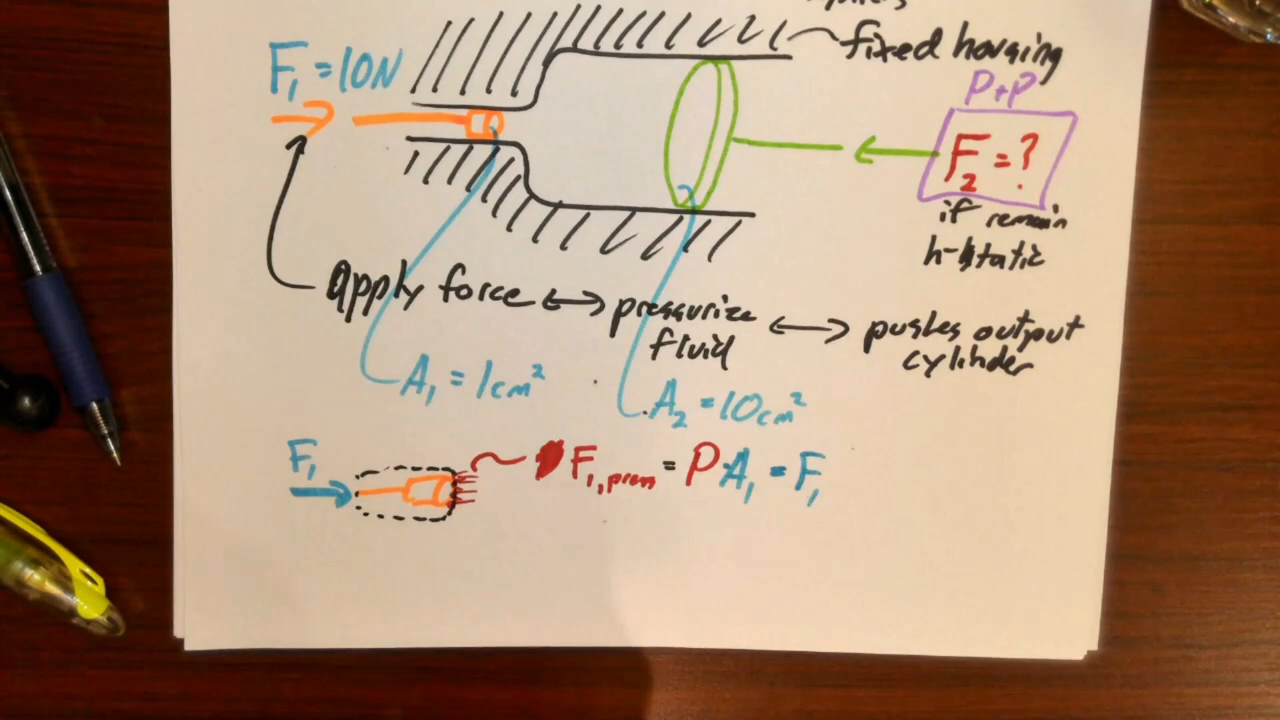 fixed housing
F₁ = 10N
P+P
F₂ = ?
if remain
h-static
apply force ↔ pressurize fluid ↔ pushes output cylinder
A₁ = 1cm²
A₂ = 10cm²
F₁
F₁,press = PA₁ = F₁